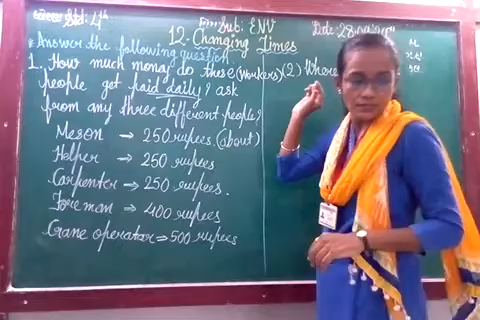 Std: 4th
Sub: ENV
Date: 28
12. Changing Times
* Answer the following question.
1. How much money do these (workers)
people get paid daily? ask
from any three different people?
Meson → 250 rupees. (about)
Helper → 250 rupees
Carpenter → 250 rupees.
Foreman → 400 rupees
Crane operator → 500 rupees
(2) Where